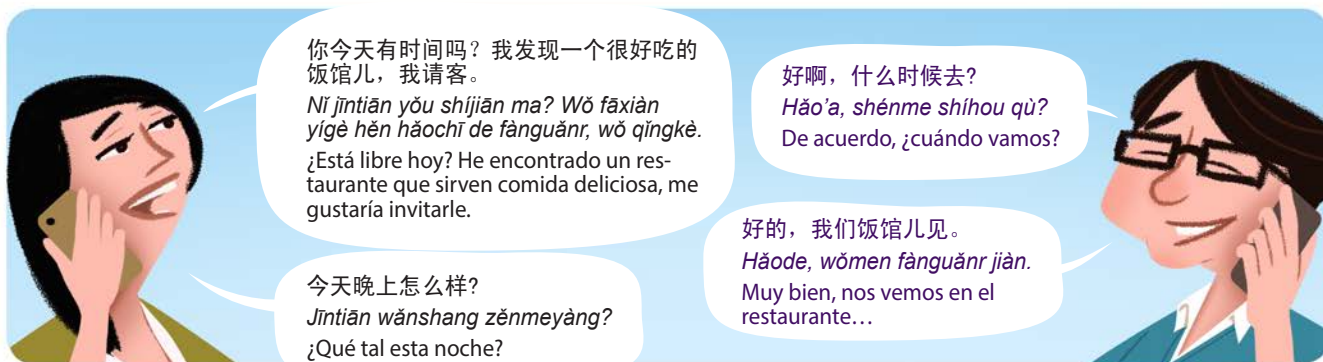 你今天有时间吗？我发现一个很好吃的
饭馆儿，我请客。
Nǐ jīntiān yǒu shíjiān ma? Wǒ fāxiàn
yígè hěn hǎochī de fànguǎnr, wǒ qǐngkè.
¿Está libre hoy? He encontrado un res-
taurante que sirven comida deliciosa, me
gustaría invitarle.
好啊，什么时候去?
Hǎo’a, shénme shíhou qù?
De acuerdo, ¿cuándo vamos?
今天晚上怎么样?
Jīntiān wǎnshang zěnmeyàng?
¿Qué tal esta noche?
好的，我们饭馆儿见。
Hǎode, wǒmen fànguǎnr jiàn.
Muy bien, nos vemos en el
restaurante…